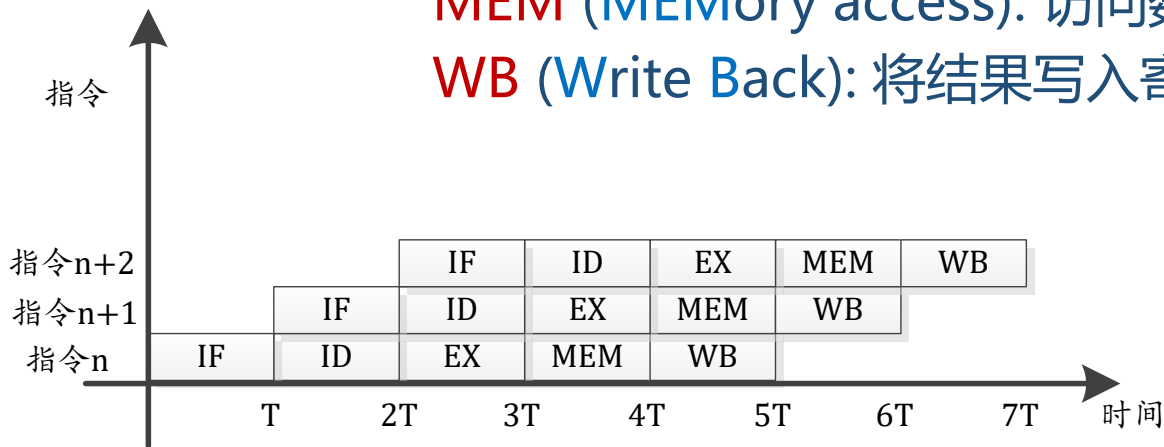 MEM (MEMory access): 访问数
WB (Write Back): 将结果写入寄
指令
指令n+2 IF ID EX MEM WB
指令n+1 IF ID EX MEM WB
指令n IF ID EX MEM WB
T 2T 3T 4T 5T 6T 7T 时间